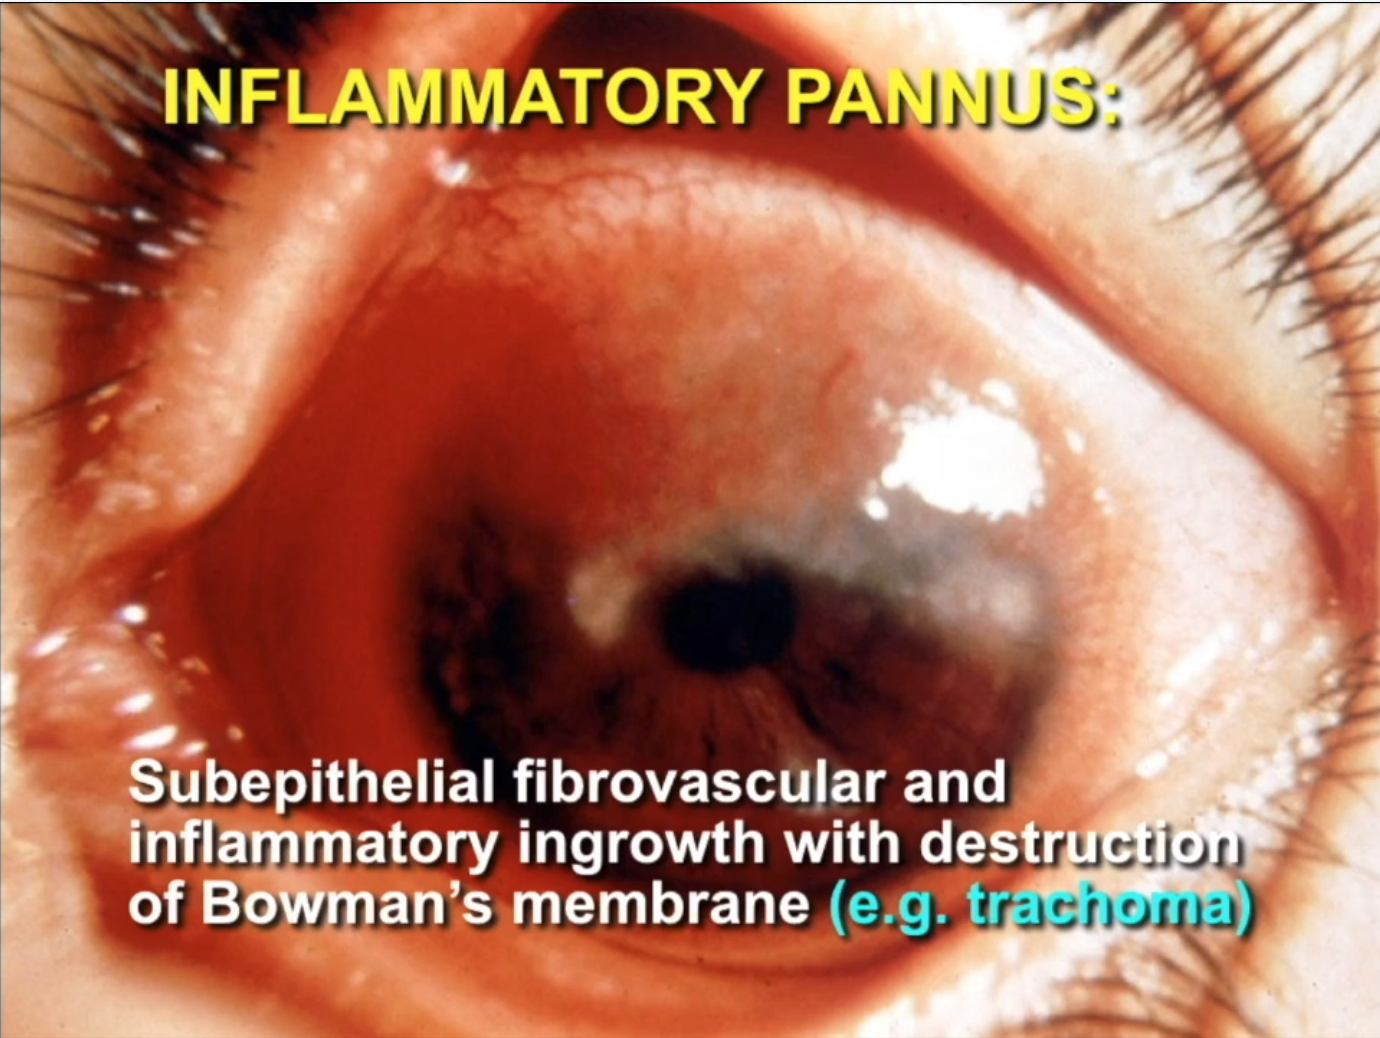 INFLAMMATORY PANNUS:
Subepithelial fibrovascular and
inflammatory ingrowth with destruction
of Bowman’s membrane (e.g. trachoma)